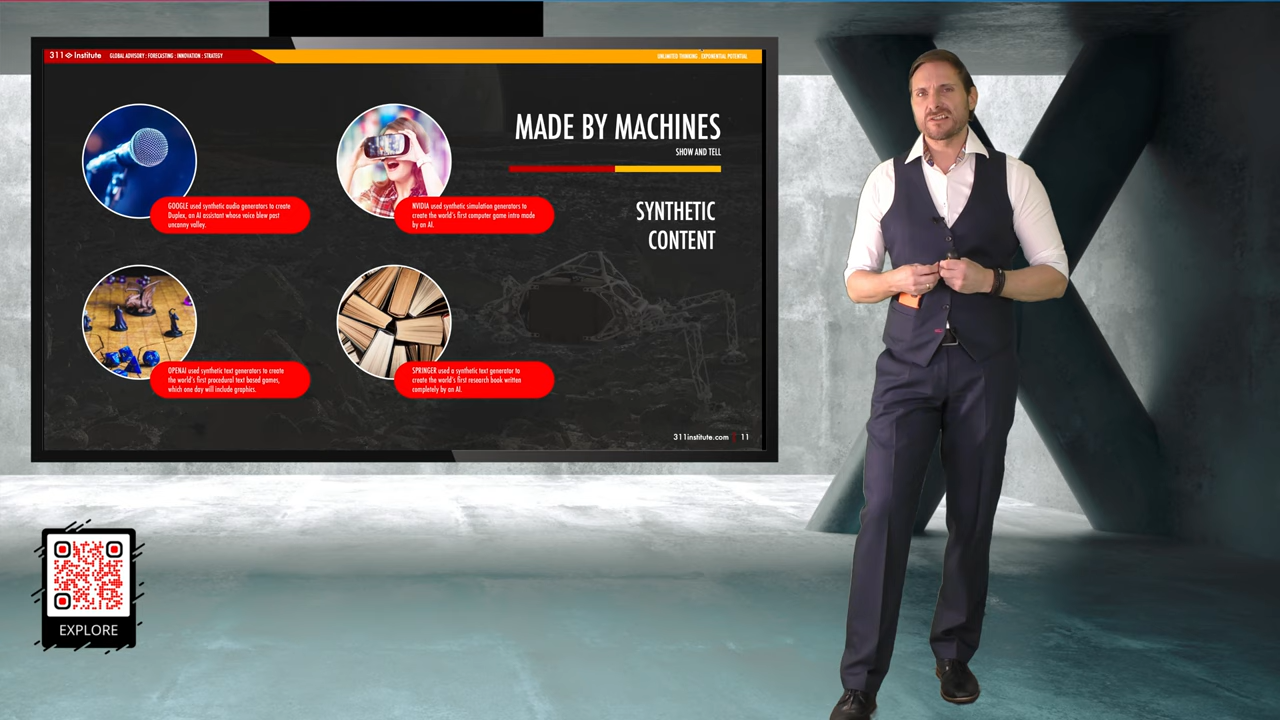 311 Institute
GLOBAL ADVISORY : FORECASTING : INNOVATION : STRATEGY
UNLIMITED THINKING . EXPONENTIAL POTENTIAL
MADE BY MACHINES
SHOW AND TELL
SYNTHETIC
CONTENT
GOOGLE used synthetic audio generators to create
Duplex, an AI assistant whose voice blew past
uncanny valley.
NVIDIA used synthetic simulation generators to
create the world's first computer game intro made
by an AI.
OPENAI used synthetic text generators to create
the world's first procedural text based games,
which one day will include graphics.
SPRINGER used a synthetic text generator to
create the world's first research book written
completely by an AI.
311institute.com 11
EXPLORE